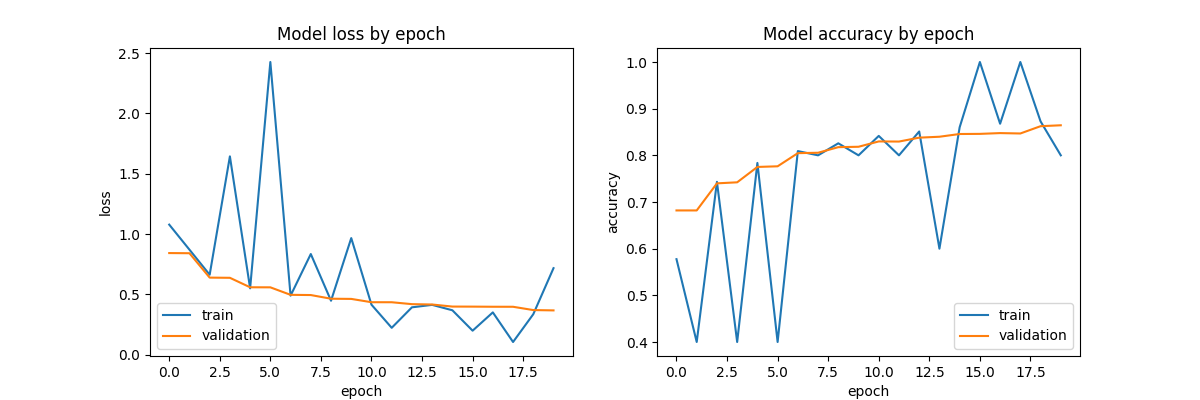 Model loss by epoch
2.5
2.0
1.5
1.0
0.5
0.0
loss
train
validation
0.0 2.5 5.0 7.5 10.0 12.5 15.0 17.5
epoch
Model accuracy by epoch
1.0
0.9
0.8
0.7
0.6
0.5
0.4
accuracy
train
validation
0.0 2.5 5.0 7.5 10.0 12.5 15.0 17.5
epoch